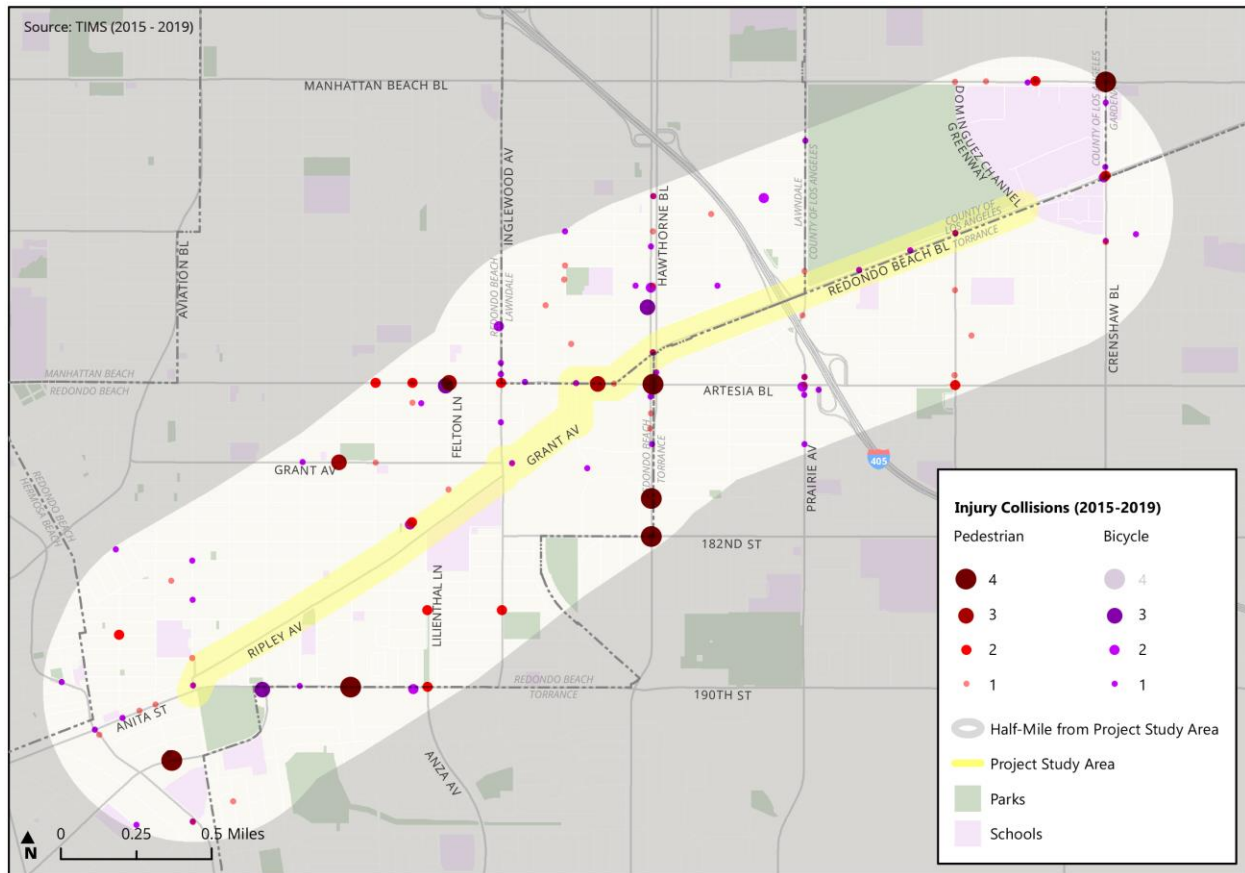 Source: TIMS (2015 - 2019)
MANHATTAN BEACH BL
DOMINGUEZ CHANNEL
GREENWAY
COUNTY OF LOS ANGELES
INGLEWOOD AV
HAWTHORNE BL
LAWNDALE
COUNTY OF LOS ANGELES
COUNTY OF
LOS ANGELES
TORRANCE
AVIATION BL
REDONDO BEACH
LAWNDALE
REDONDO BEACH BL
CRENSHAW BL
MANHATTAN BEACH
REDONDO BEACH
ARTESIA BL
FELTON LN
GRANT AV
GRANT AV
REDONDO BEACH
TORRANCE
PRAIRIE AV
405
REDONDO BEACH
HERMOSA BEACH
182ND ST
LILIENTHAL LN
RIPLEY AV
REDONDO BEACH
TORRANCE
190TH ST
ANITA ST
ANZA AV
Injury Collisions (2015-2019)
Pedestrian Bicycle
4 4
3 3
2 2
1 1
Half-Mile from Project Study Area
Project Study Area
Parks
Schools
0 0.25 0.5 Miles
N